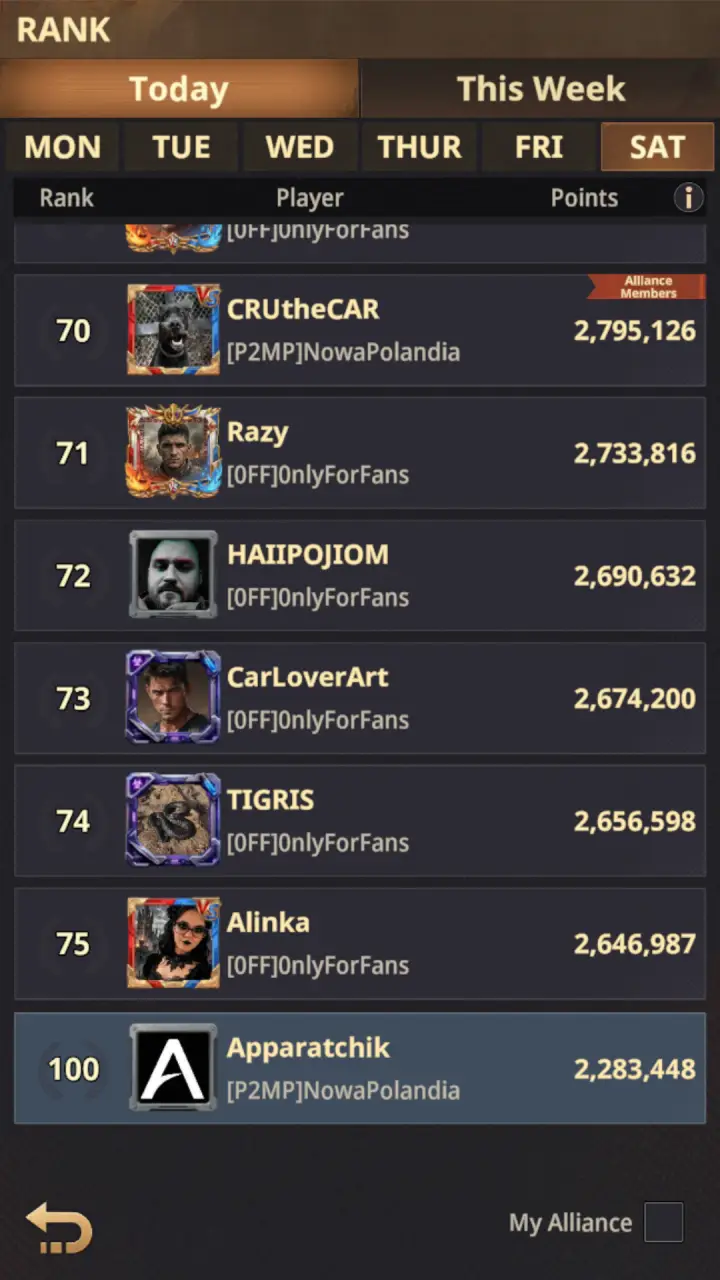 RANK
Today
This Week
MON
TUE
WED
THUR
FRI
SAT
Rank
Player
Points
[0FF]0nlyForFans
Alliance
Members
70
CRUtheCAR
[P2MP]NowaPolandia
2,795,126
71
Razy
[0FF]0nlyForFans
2,733,816
72
HAIIPOJIOM
[0FF]0nlyForFans
2,690,632
73
CarLoverArt
[0FF]0nlyForFans
2,674,200
74
TIGRIS
[0FF]0nlyForFans
2,656,598
75
Alinka
[0FF]0nlyForFans
2,646,987
100
Apparatchik
[P2MP]NowaPolandia
2,283,448
My Alliance